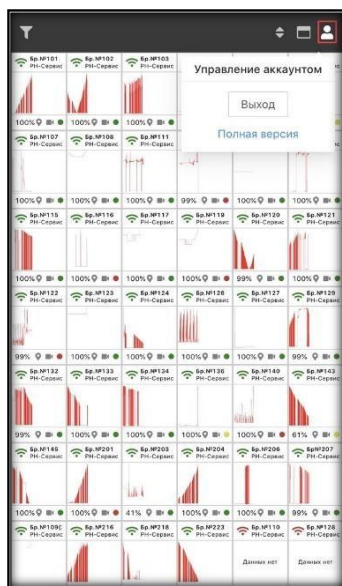 Управление аккаунтом
Выход
Полная версия
Бр.№101 Бр.№102 Бр.№103
РН-Сервис РН-Сервис РН-Сервис
100% 100% 100%
Бр.№107 Бр.№108 Бр.№111
РН-Сервис РН-Сервис РН-Сервис
100% 100% 100% 99% 100% 100%
Бр.№115 Бр.№116 Бр.№117 Бр.№119 Бр.№120 Бр.№121
РН-Сервис РН-Сервис РН-Сервис РН-Сервис РН-Сервис РН-Сервис
100% 100% 100% 100% 99% 100%
Бр.№122 Бр.№123 Бр.№124 Бр.№126 Бр.№127 Бр.№129
РН-Сервис РН-Сервис РН-Сервис РН-Сервис РН-Сервис РН-Сервис
99% 100% 100% 100% 100% 99%
Бр.№132 Бр.№133 Бр.№134 Бр.№136 Бр.№140 Бр.№143
РН-Сервис РН-Сервис РН-Сервис РН-Сервис РН-Сервис РН-Сервис
99% 100% 100% 100% 100% 61%
Бр.№145 Бр.№201 Бр.№203 Бр.№204 Бр.№206 Бр№207
РН-Сервис РН-Сервис РН-Сервис РН-Сервис РН-Сервис РН-Сервис
100% 100% 41% 100% 100% 99%
Бр.№216 Бр.№218 Бр.№223 Бр.№110 Бр.№128
РН-Сервис РН-Сервис РН-Сервис РН-Сервис РН-Сервис РН-Сервис
Данных нет Данных нет